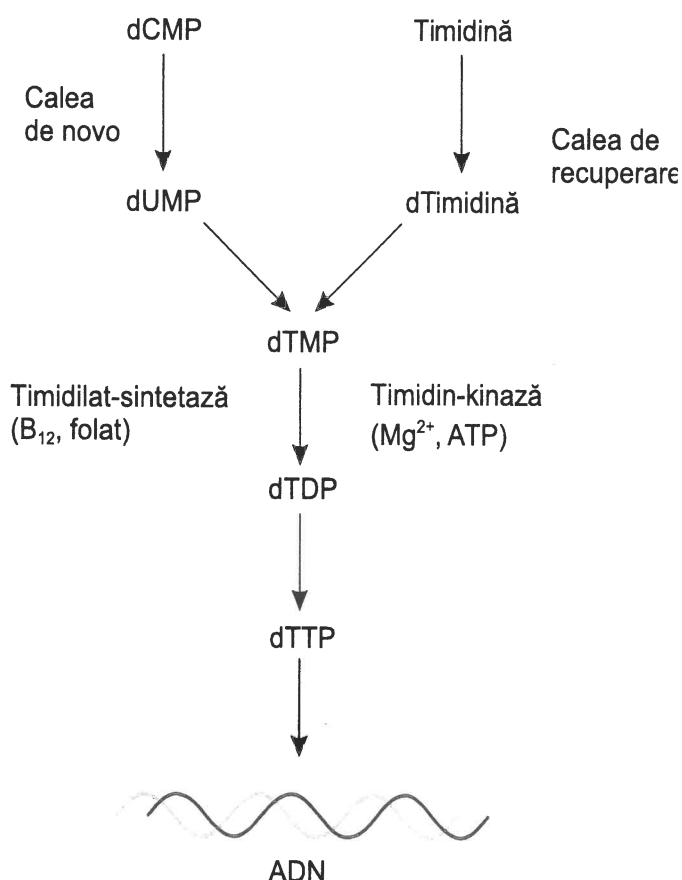 dCMP
Timidină
Calea
de novo
Calea de
recuperare
dUMP
dTimidină
dTMP
Timidilat-sintetază
(B₁₂, folat)
Timidin-kinază
(Mg²⁺, ATP)
dTDP
dTTP
ADN